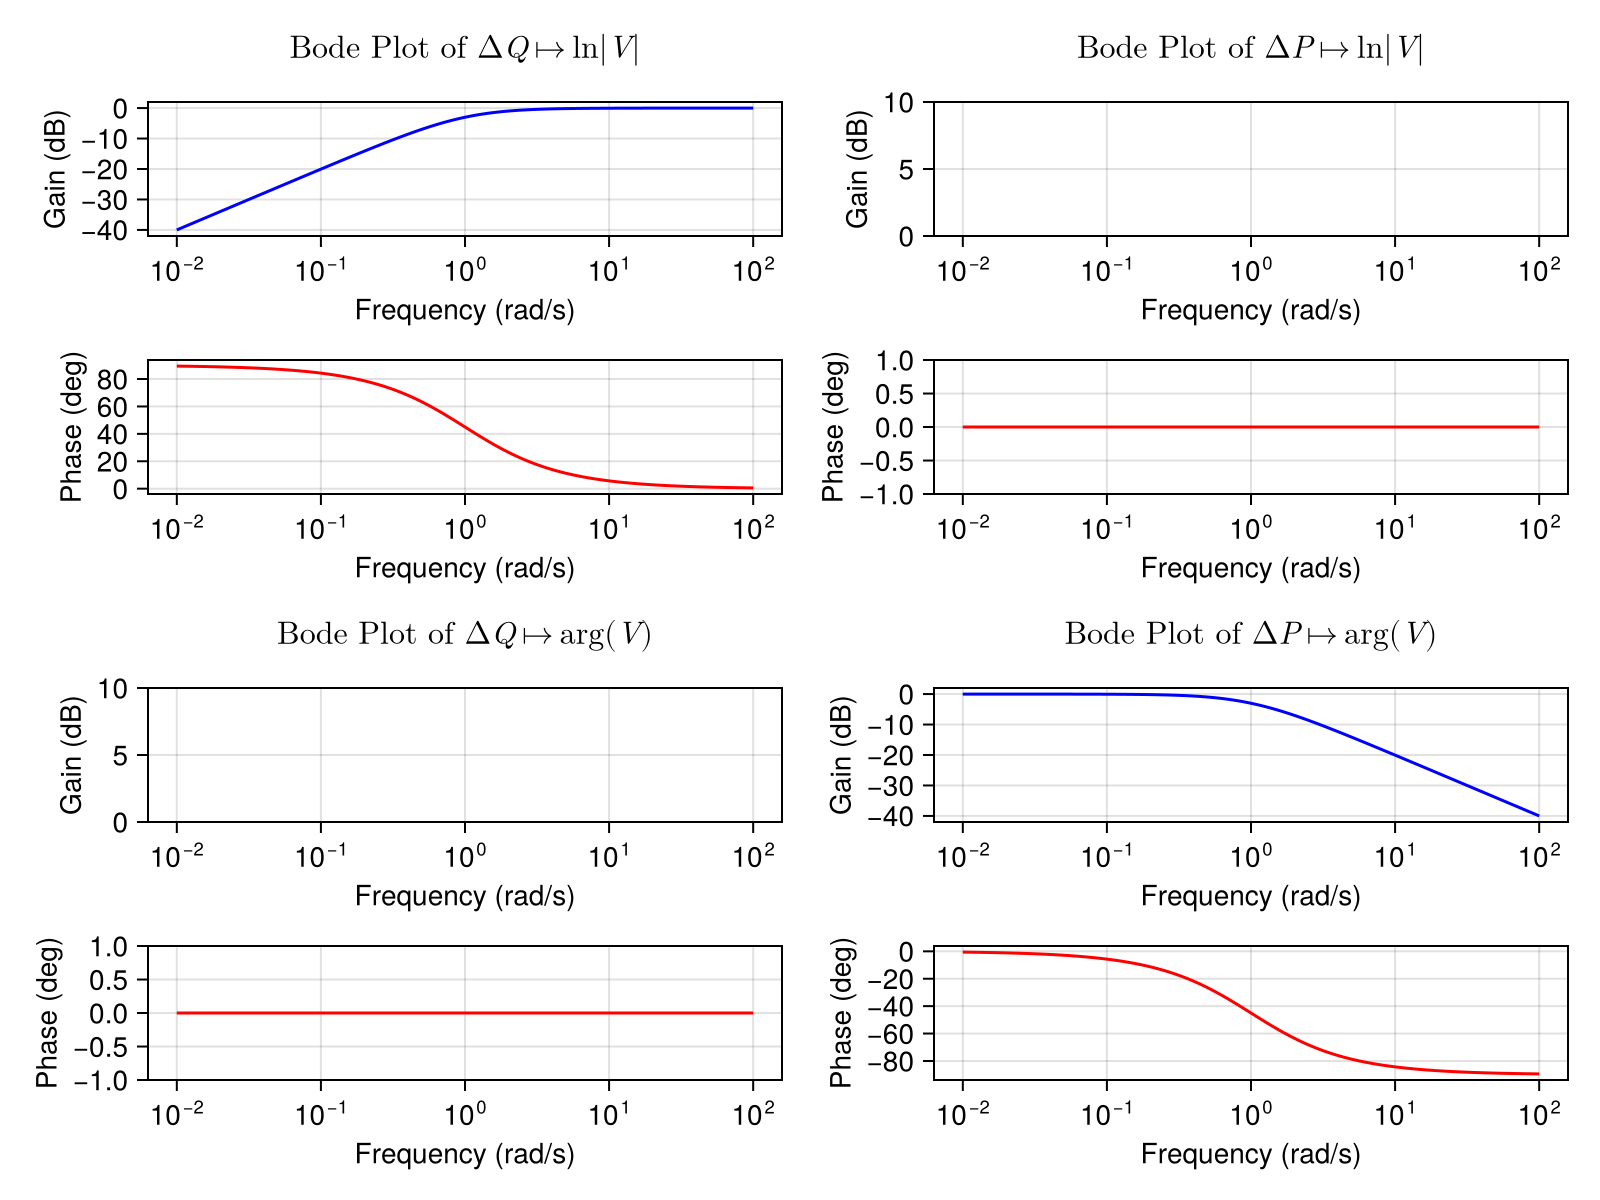 Bode Plot of ΔQ ↦ ln|V|
Gain (dB)
0
−10
−20
−30
−40
10⁻² 10⁻¹ 10⁰ 10¹ 10²
Frequency (rad/s)
Phase (deg)
80
60
40
20
0
10⁻² 10⁻¹ 10⁰ 10¹ 10²
Frequency (rad/s)
Bode Plot of ΔP ↦ ln|V|
Gain (dB)
10
5
0
10⁻² 10⁻¹ 10⁰ 10¹ 10²
Frequency (rad/s)
Phase (deg)
1.0
0.5
0.0
−0.5
−1.0
10⁻² 10⁻¹ 10⁰ 10¹ 10²
Frequency (rad/s)
Bode Plot of ΔQ ↦ arg(V)
Gain (dB)
10
5
0
10⁻² 10⁻¹ 10⁰ 10¹ 10²
Frequency (rad/s)
Phase (deg)
1.0
0.5
0.0
−0.5
−1.0
10⁻² 10⁻¹ 10⁰ 10¹ 10²
Frequency (rad/s)
Bode Plot of ΔP ↦ arg(V)
Gain (dB)
0
−10
−20
−30
−40
10⁻² 10⁻¹ 10⁰ 10¹ 10²
Frequency (rad/s)
Phase (deg)
0
−20
−40
−60
−80
10⁻² 10⁻¹ 10⁰ 10¹ 10²
Frequency (rad/s)